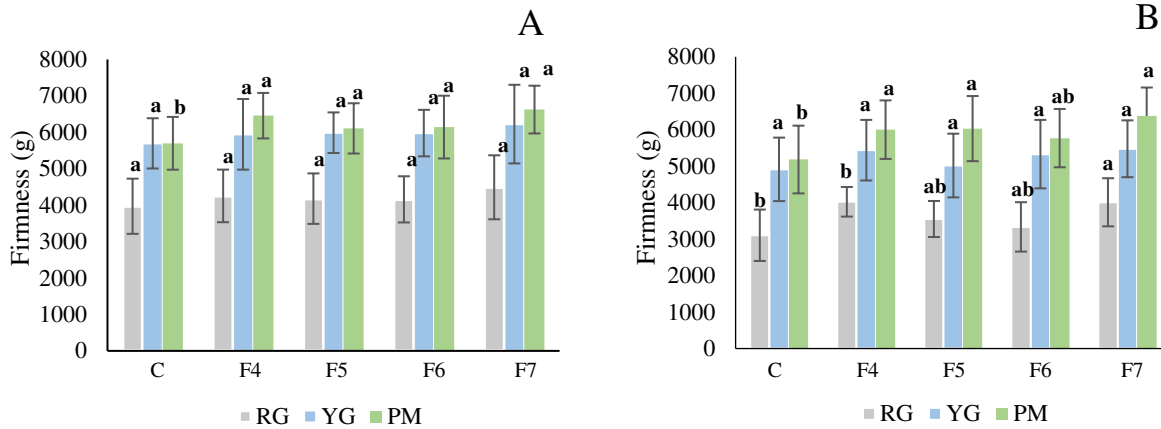 A
Firmness (g)
8000
7000
6000
5000
4000
3000
2000
1000
0
a a b
a a a
a a a
a a a
a a a
C F4 F5 F6 F7
RG YG PM
B
Firmness (g)
8000
7000
6000
5000
4000
3000
2000
1000
0
b a b
b a a
ab a a
ab a ab
a a a
C F4 F5 F6 F7
RG YG PM